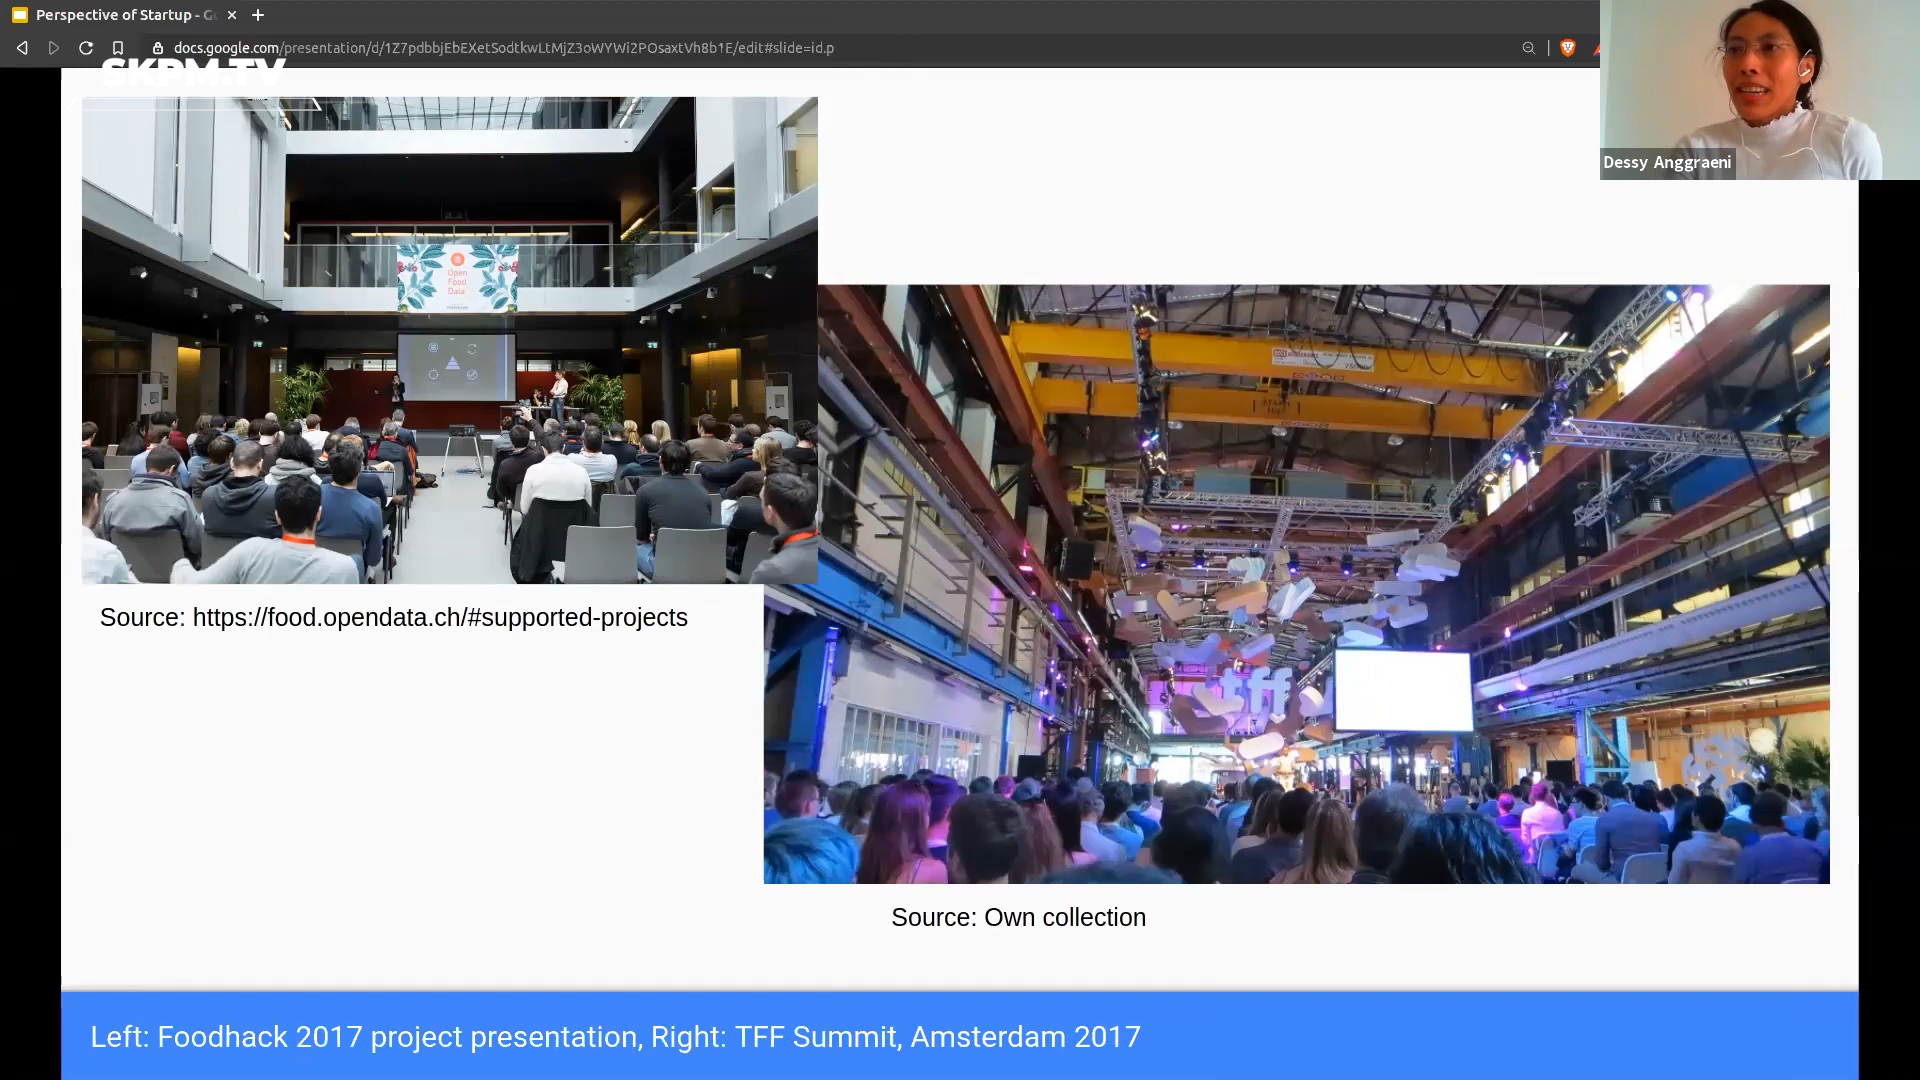 Perspective of Startup - Go
docs.google.com/presentation/d/1Z7pdbbjEbEXetSodtkwLtMjZ3oWYWi2POsaxtVh8b1E/edit#slide=id.p
SKPM.TV
Dessy Anggraeni
Open
Food
Data
tff
Source: https://food.opendata.ch/#supported-projects
Source: Own collection
Left: Foodhack 2017 project presentation, Right: TFF Summit, Amsterdam 2017